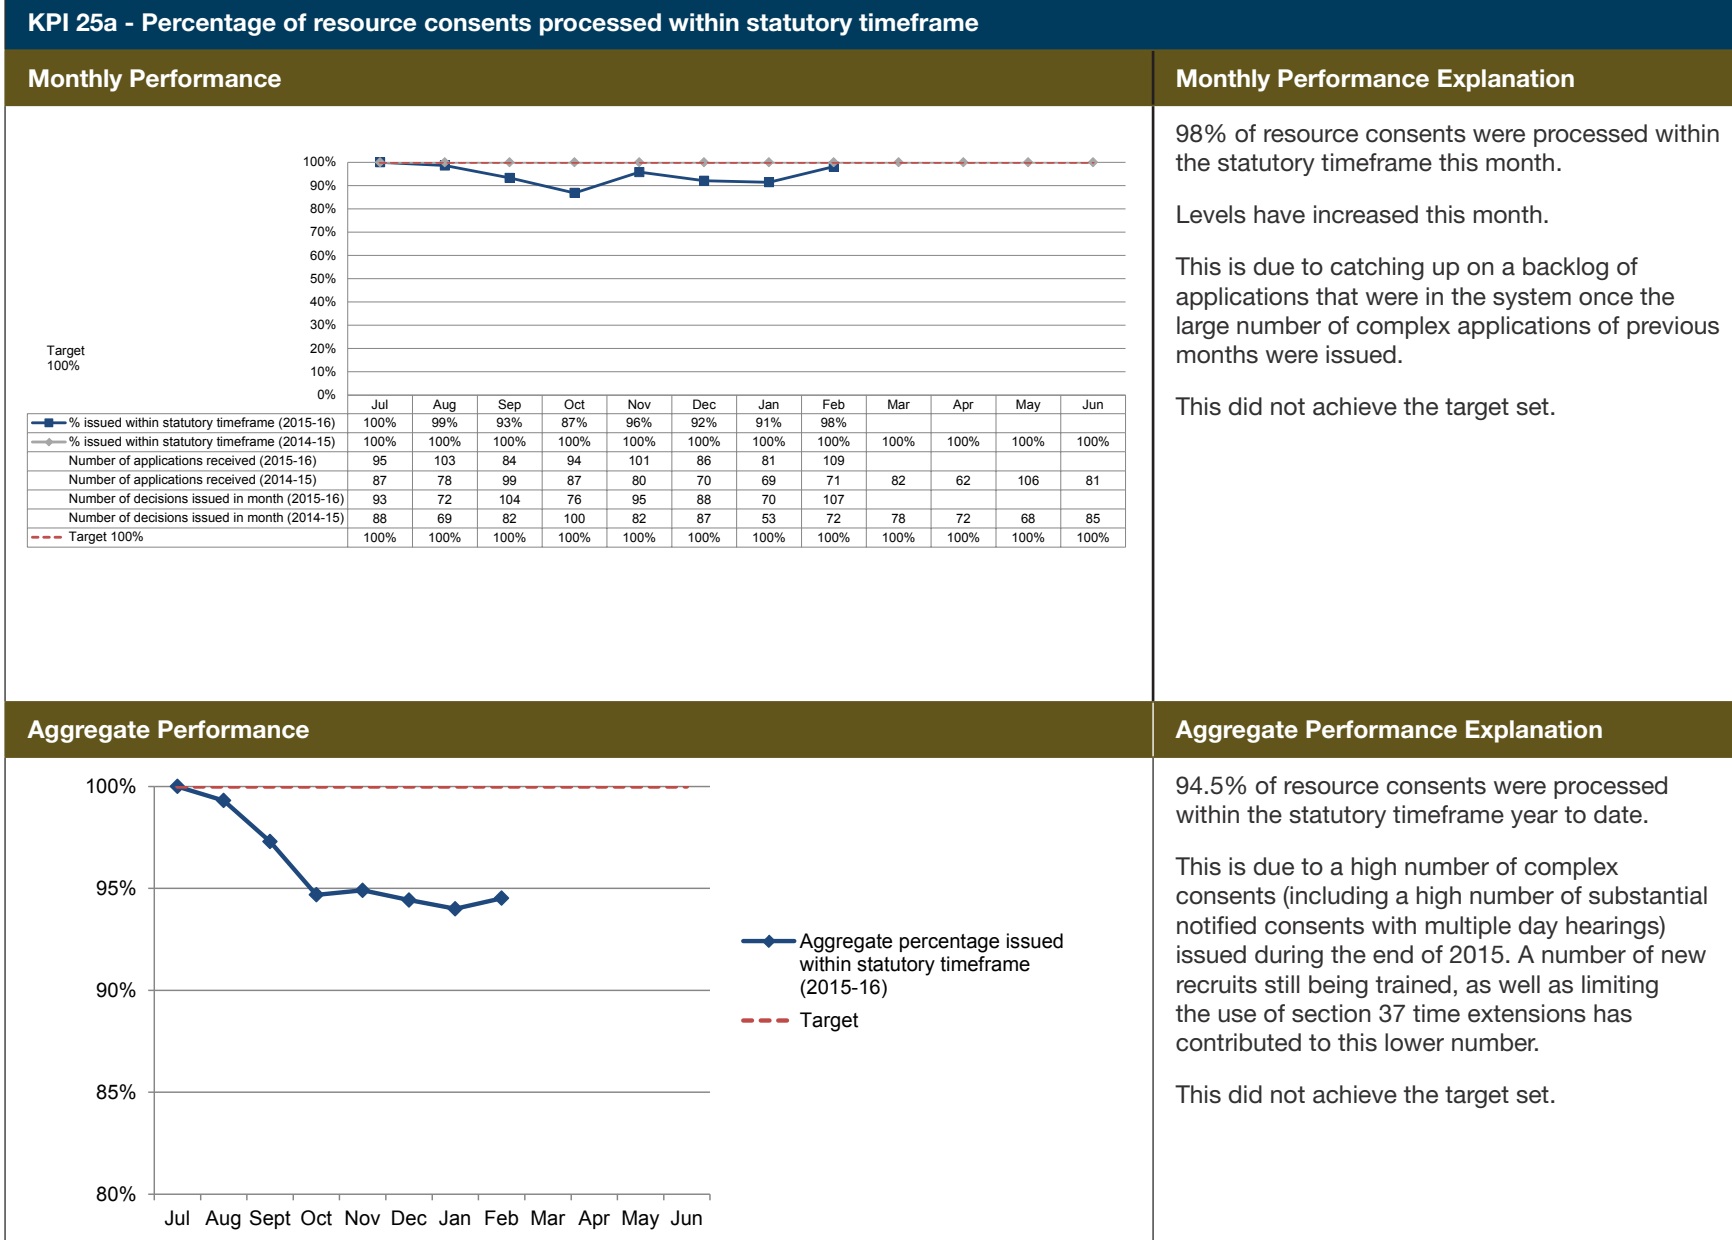 KPI 25a - Percentage of resource consents processed within statutory timeframe
Monthly Performance
Monthly Performance Explanation
100%
90%
80%
70%
60%
50%
40%
30%
20%
10%
0%
Target
100%
Jul Aug Sep Oct Nov Dec Jan Feb Mar Apr May Jun
% issued within statutory timeframe (2015-16) 100% 99% 93% 87% 96% 92% 91% 98%
% issued within statutory timeframe (2014-15) 100% 100% 100% 100% 100% 100% 100% 100% 100% 100% 100% 100%
Number of applications received (2015-16) 95 103 84 94 101 86 81 109
Number of applications received (2014-15) 87 78 99 87 80 70 69 71 82 62 106 81
Number of decisions issued in month (2015-16) 93 72 104 76 95 88 70 107
Number of decisions issued in month (2014-15) 88 69 82 100 82 87 53 72 78 72 68 85
Target 100% 100% 100% 100% 100% 100% 100% 100% 100% 100% 100% 100% 100%
98% of resource consents were processed within
the statutory timeframe this month.
Levels have increased this month.
This is due to catching up on a backlog of
applications that were in the system once the
large number of complex applications of previous
months were issued.
This did not achieve the target set.
Aggregate Performance
Aggregate Performance Explanation
100%
95%
90%
85%
80%
Jul Aug Sept Oct Nov Dec Jan Feb Mar Apr May Jun
Aggregate percentage issued
within statutory timeframe
(2015-16)
Target
94.5% of resource consents were processed
within the statutory timeframe year to date.
This is due to a high number of complex
consents (including a high number of substantial
notified consents with multiple day hearings)
issued during the end of 2015. A number of new
recruits still being trained, as well as limiting
the use of section 37 time extensions has
contributed to this lower number.
This did not achieve the target set.